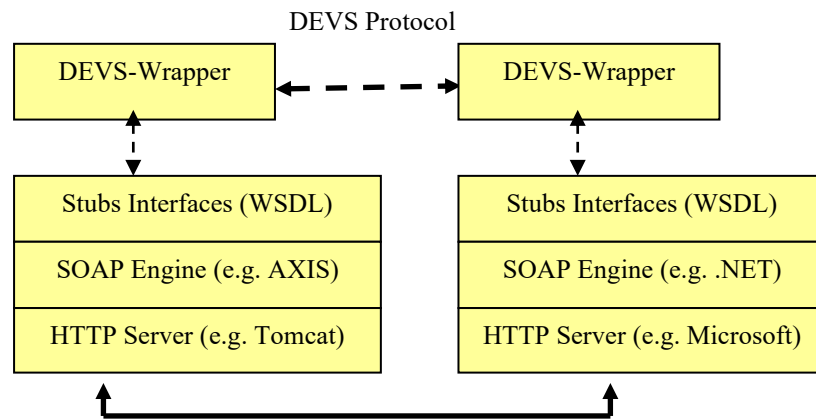 DEVS Protocol
DEVS-Wrapper
DEVS-Wrapper
Stubs Interfaces (WSDL)
SOAP Engine (e.g. AXIS)
HTTP Server (e.g. Tomcat)
Stubs Interfaces (WSDL)
SOAP Engine (e.g. .NET)
HTTP Server (e.g. Microsoft)